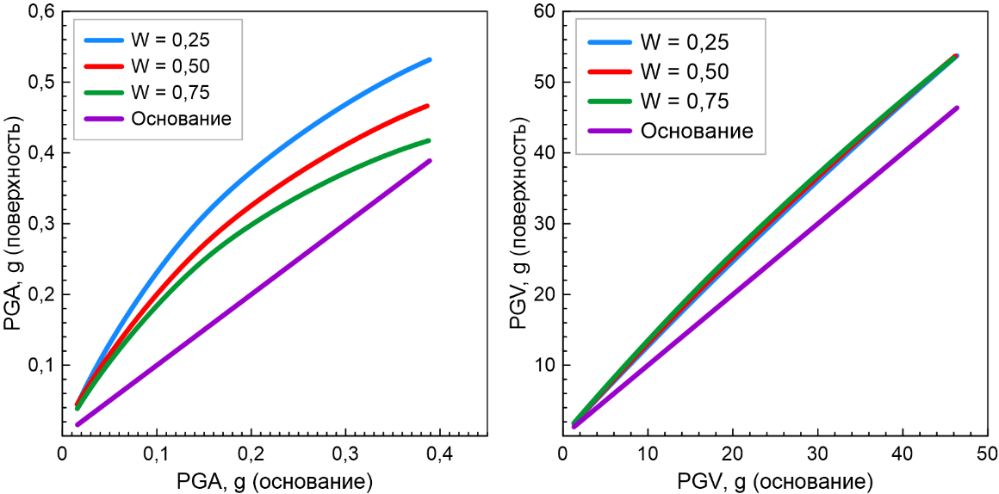 0,6
0,5
0,4
0,3
0,2
0,1
0
0,1
0,2
0,3
0,4
PGA, g (поверхность)
PGA, g (основание)
W = 0,25
W = 0,50
W = 0,75
Основание
60
50
40
30
20
10
0
10
20
30
40
50
PGV, g (поверхность)
PGV, g (основание)
W = 0,25
W = 0,50
W = 0,75
Основание